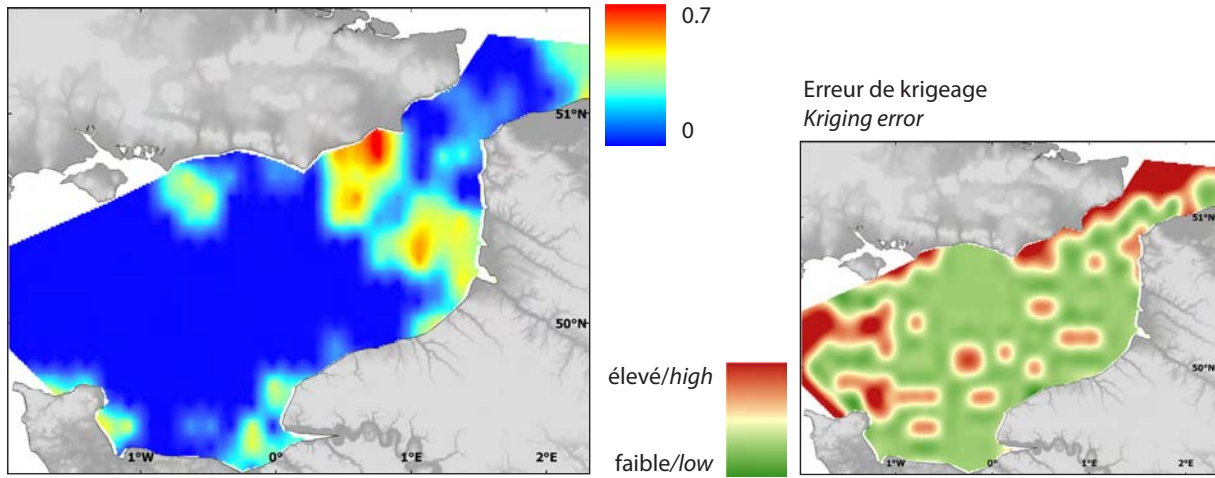 0.7
0
51°N
50°N
1°W
0°
1°E
2°E
Erreur de krigeage
Kriging error
51°N
50°N
1°W
0°
1°E
2°E
élevé/high
faible/low